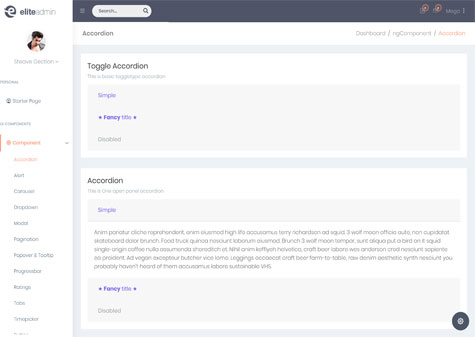 eliteadmin
Search...
Mega
Accordion
Dashboard / ngComponent / Accordion
PERSONAL
Starter Page
UI COMPONENTS
Component
Accordion
Alert
Carousel
Dropdown
Modal
Pagination
Popover & Tooltip
Progressbar
Ratings
Tabs
Timepicker
Toggle Accordion
This is basic toggletype accordion
Simple
★ Fancy title ★
Disabled
Accordion
This is One open panel accordion
Simple
Anim pariatur cliche reprehenderit, enim eiusmod high life accusamus terry richardson ad squid. 3 wolf moon officia aute, non cupidatat
skateboard dolor brunch. Food truck quinoa nesciunt laborum eiusmod. Brunch 3 wolf moon tempor, sunt aliqua put a bird on it squid
single-origin coffee nulla assumenda shoreditch et. Nihil anim keffiyeh helvetica, craft beer labore wes anderson cred nesciunt sapiente
ea proident. Ad vegan excepteur butcher vice lomo. Leggings occaecat craft beer farm-to-table, raw denim aesthetic synth nesciunt you
probably haven't heard of them accusamus labore sustainable VHS.
★ Fancy title ★
Disabled